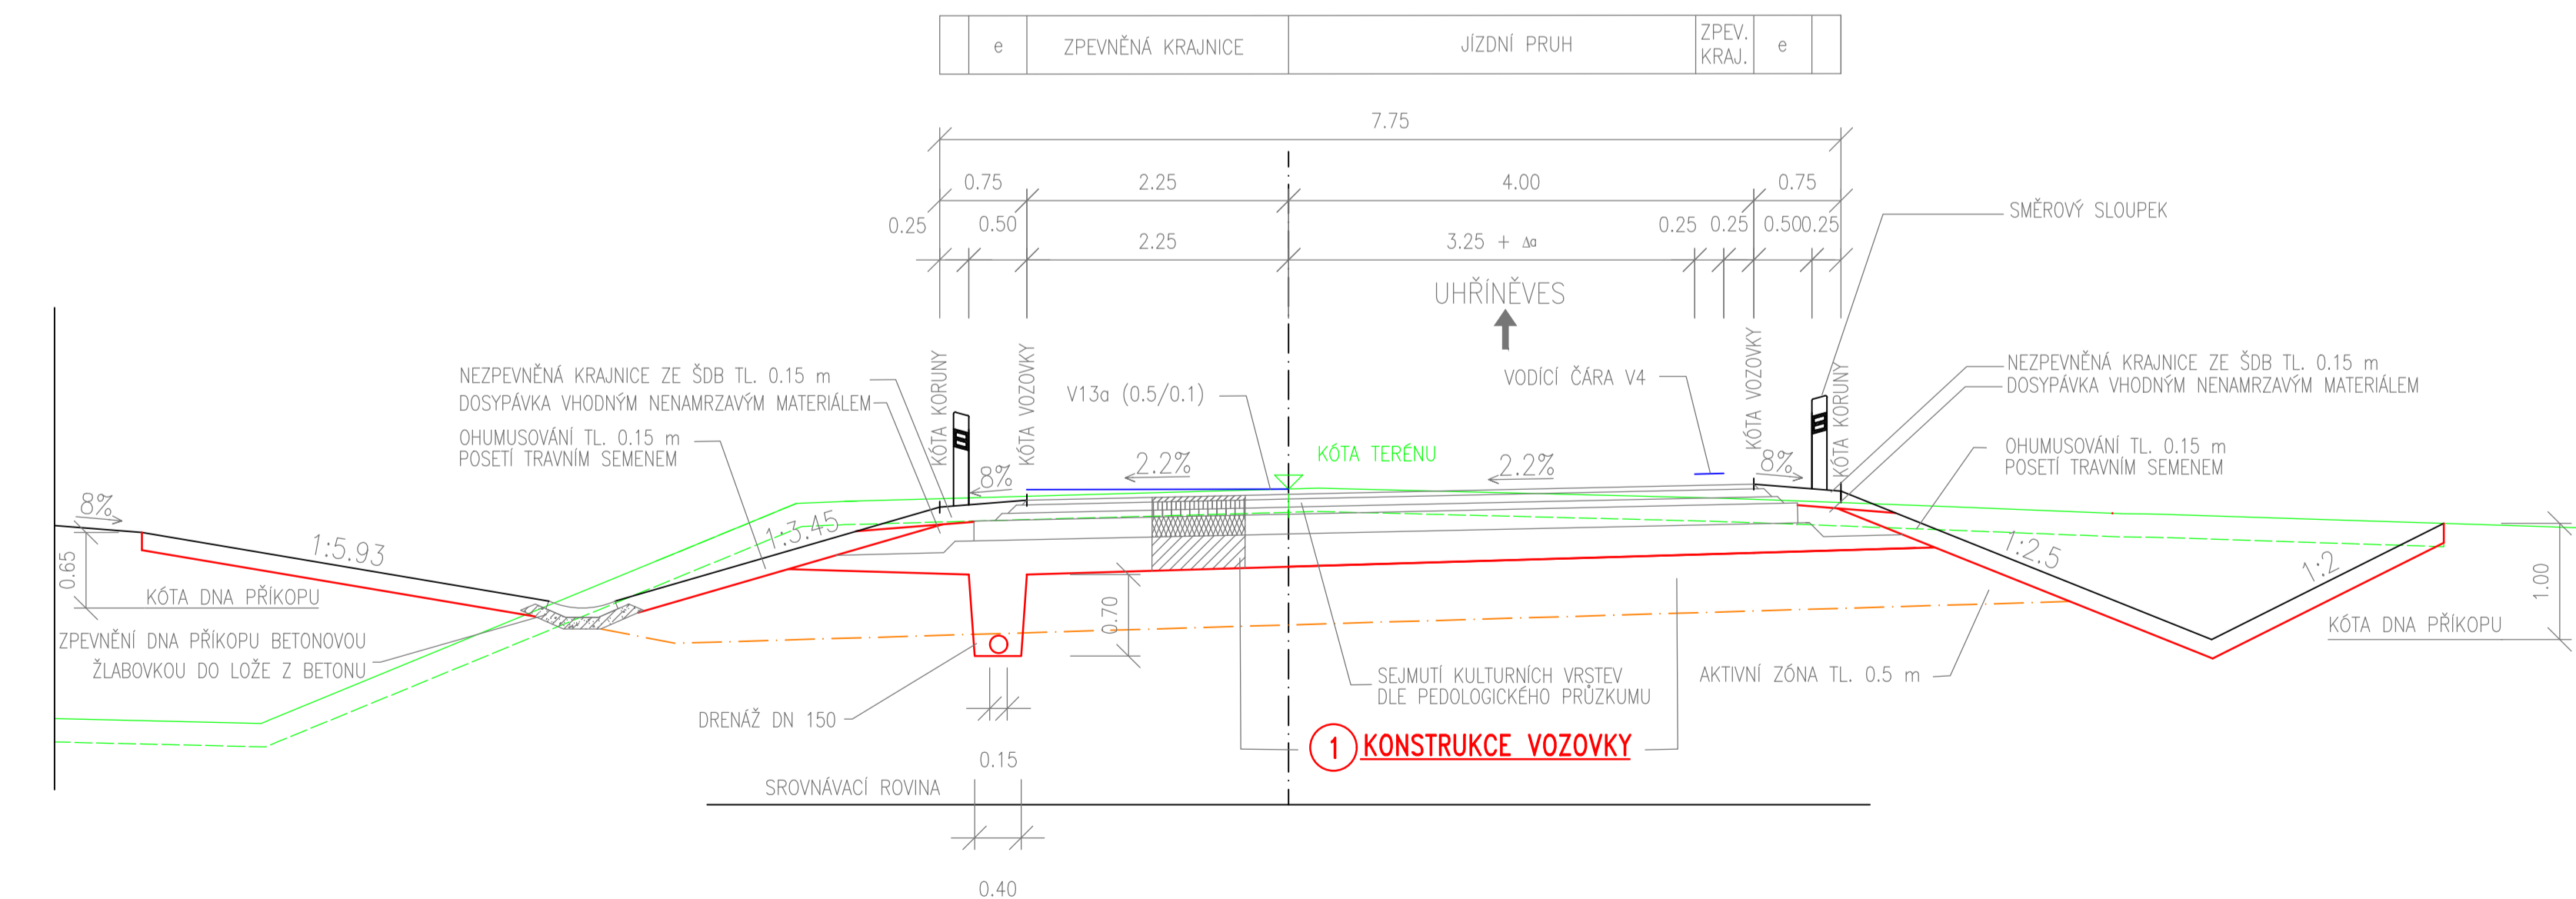 e
ZPEVNĚNÁ KRAJNICE
JÍZDNÍ PRUH
ZPEV.
KRAJ.
e
7.75
0.75
2.25
4.00
0.75
0.25
0.50
2.25
3.25 + Δa
0.25
0.25
0.50
0.25
SMĚROVÝ SLOUPEK
UHŘÍNĚVES
KÓTA KORUNY
KÓTA VOZOVKY
KÓTA VOZOVKY
KÓTA KORUNY
NEZPEVNĚNÁ KRAJNICE ZE ŠDB TL. 0.15 m
DOSYPÁVKA VHODNÝM NENAMRZAVÝM MATERIÁLEM
OHUMUSOVÁNÍ TL. 0.15 m
POSETÍ TRAVNÍM SEMENEM
V13a (0.5/0.1)
VODÍCÍ ČÁRA V4
NEZPEVNĚNÁ KRAJNICE ZE ŠDB TL. 0.15 m
DOSYPÁVKA VHODNÝM NENAMRZAVÝM MATERIÁLEM
OHUMUSOVÁNÍ TL. 0.15 m
POSETÍ TRAVNÍM SEMENEM
KÓTA TERÉNU
8%
8%
2.2%
2.2%
8%
1:5.93
1:3.45
1:2.5
1:2
0.65
KÓTA DNA PŘÍKOPU
ZPEVNĚNÍ DNA PŘÍKOPU BETONOVOU
ŽLABOVKOU DO LOŽE Z BETONU
0.70
1.00
KÓTA DNA PŘÍKOPU
DRENÁŽ DN 150
SEJMUTÍ KULTURNÍCH VRSTEV
DLE PEDOLOGICKÉHO PRŮZKUMU
AKTIVNÍ ZÓNA TL. 0.5 m
1 KONSTRUKCE VOZOVKY
0.15
SROVNÁVACÍ ROVINA
0.40